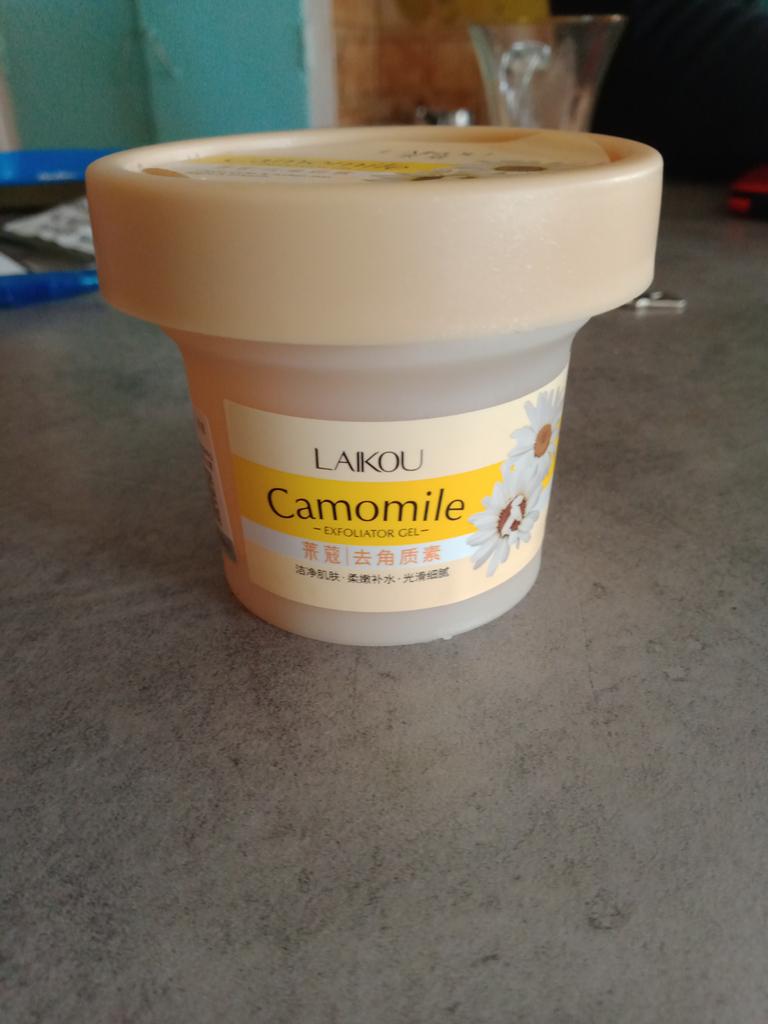 Camomile
LAIKOU
Camomile
-EXFOLIATOR GEL-
莱蔻|去角质素
洁净肌肤·柔嫩补水·光滑细腻